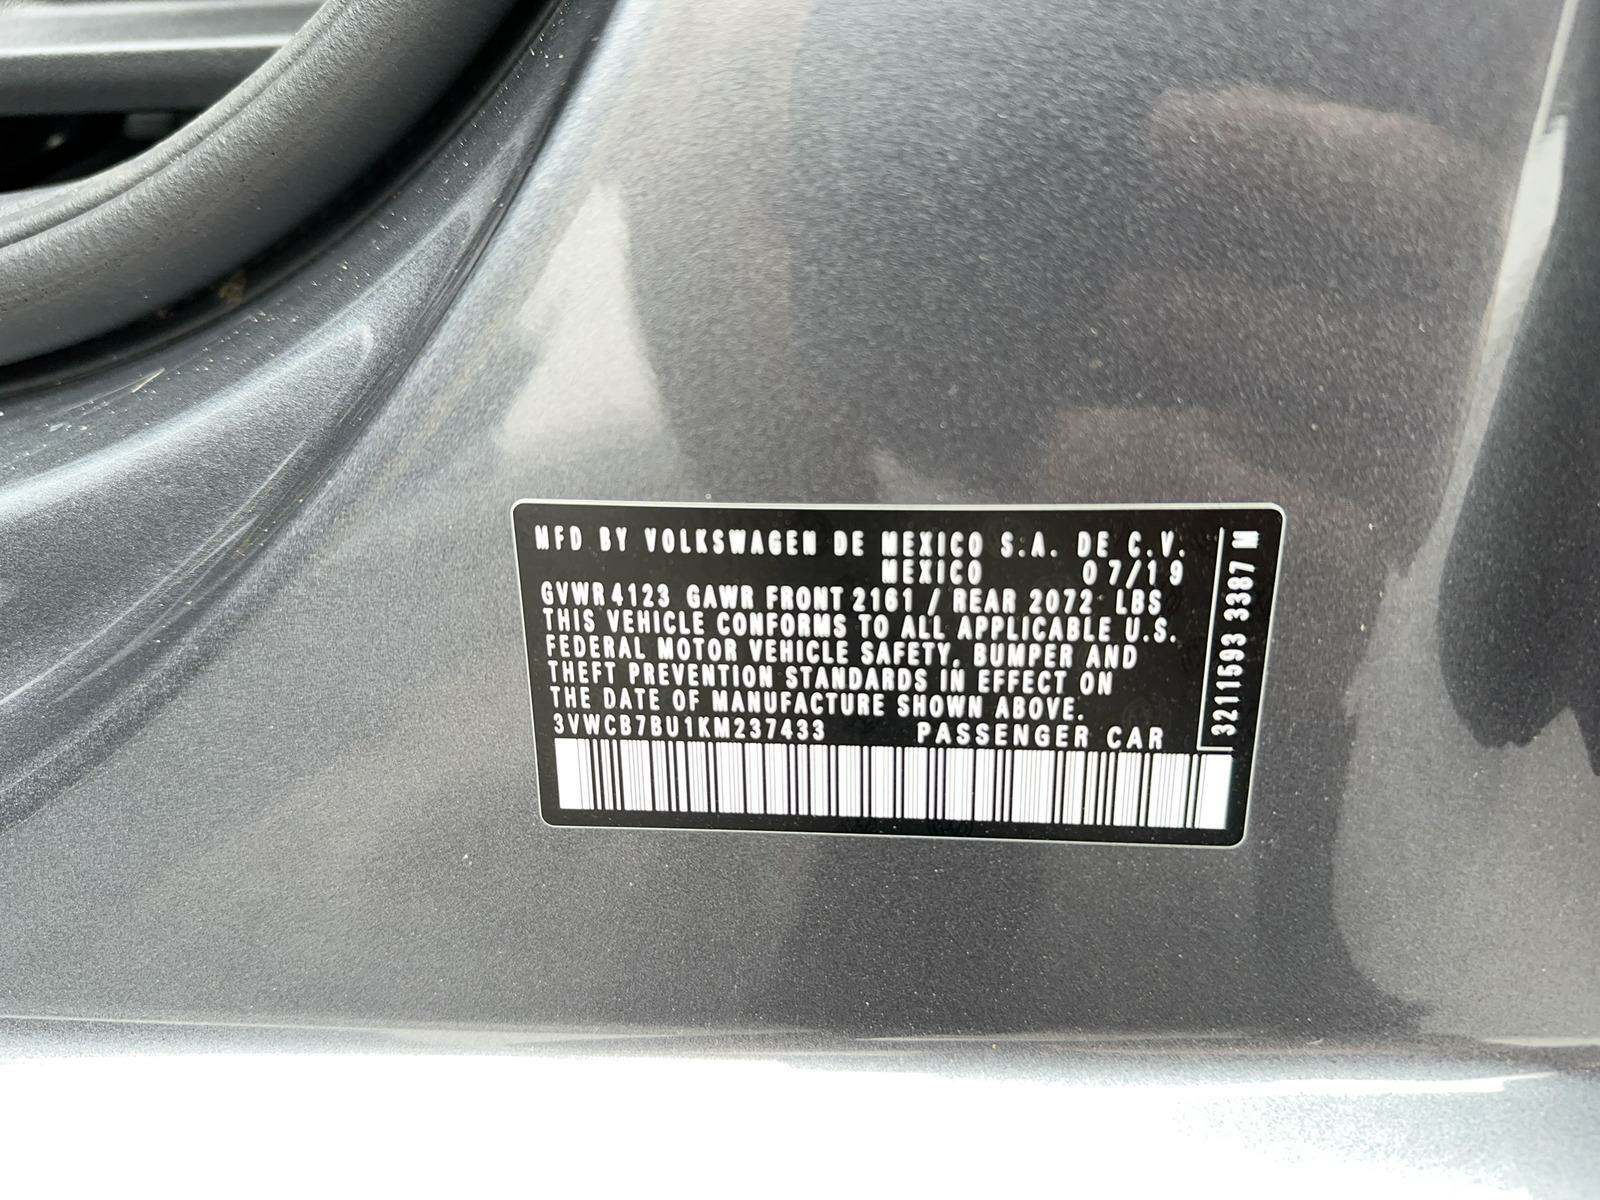 MFD BY VOLKSWAGEN DE MEXICO S.A. DE C.V.
MEXICO 07/19
GVWR 4123 GAWR FRONT 2161 / REAR 2072 LBS
THIS VEHICLE CONFORMS TO ALL APPLICABLE U.S.
FEDERAL MOTOR VEHICLE SAFETY, BUMPER AND
THEFT PREVENTION STANDARDS IN EFFECT ON
THE DATE OF MANUFACTURE SHOWN ABOVE.
3VWCB7BU1KM237433 PASSENGER CAR
3211593 3387 M